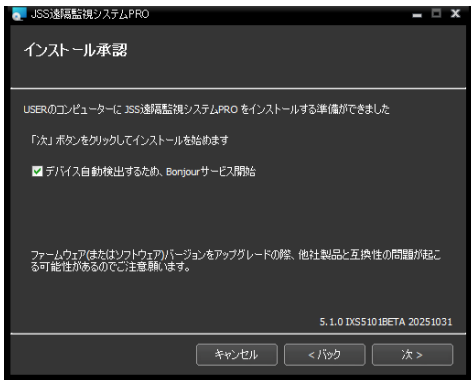 JSS遠隔監視システムPRO
インストール承認
USERのコンピューターに JSS遠隔監視システムPRO をインストールする準備ができました
「次」ボタンをクリックしてインストールを始めます
デバイス自動検出するため、Bonjourサービス開始
ファームウェア(またはソフトウェア)バージョンをアップグレードの際、他社製品と互換性の問題が起こ
る可能性があるのでご注意願います。
5.1.0 IXS5101BETA 20251031
キャンセル
< バック
次 >